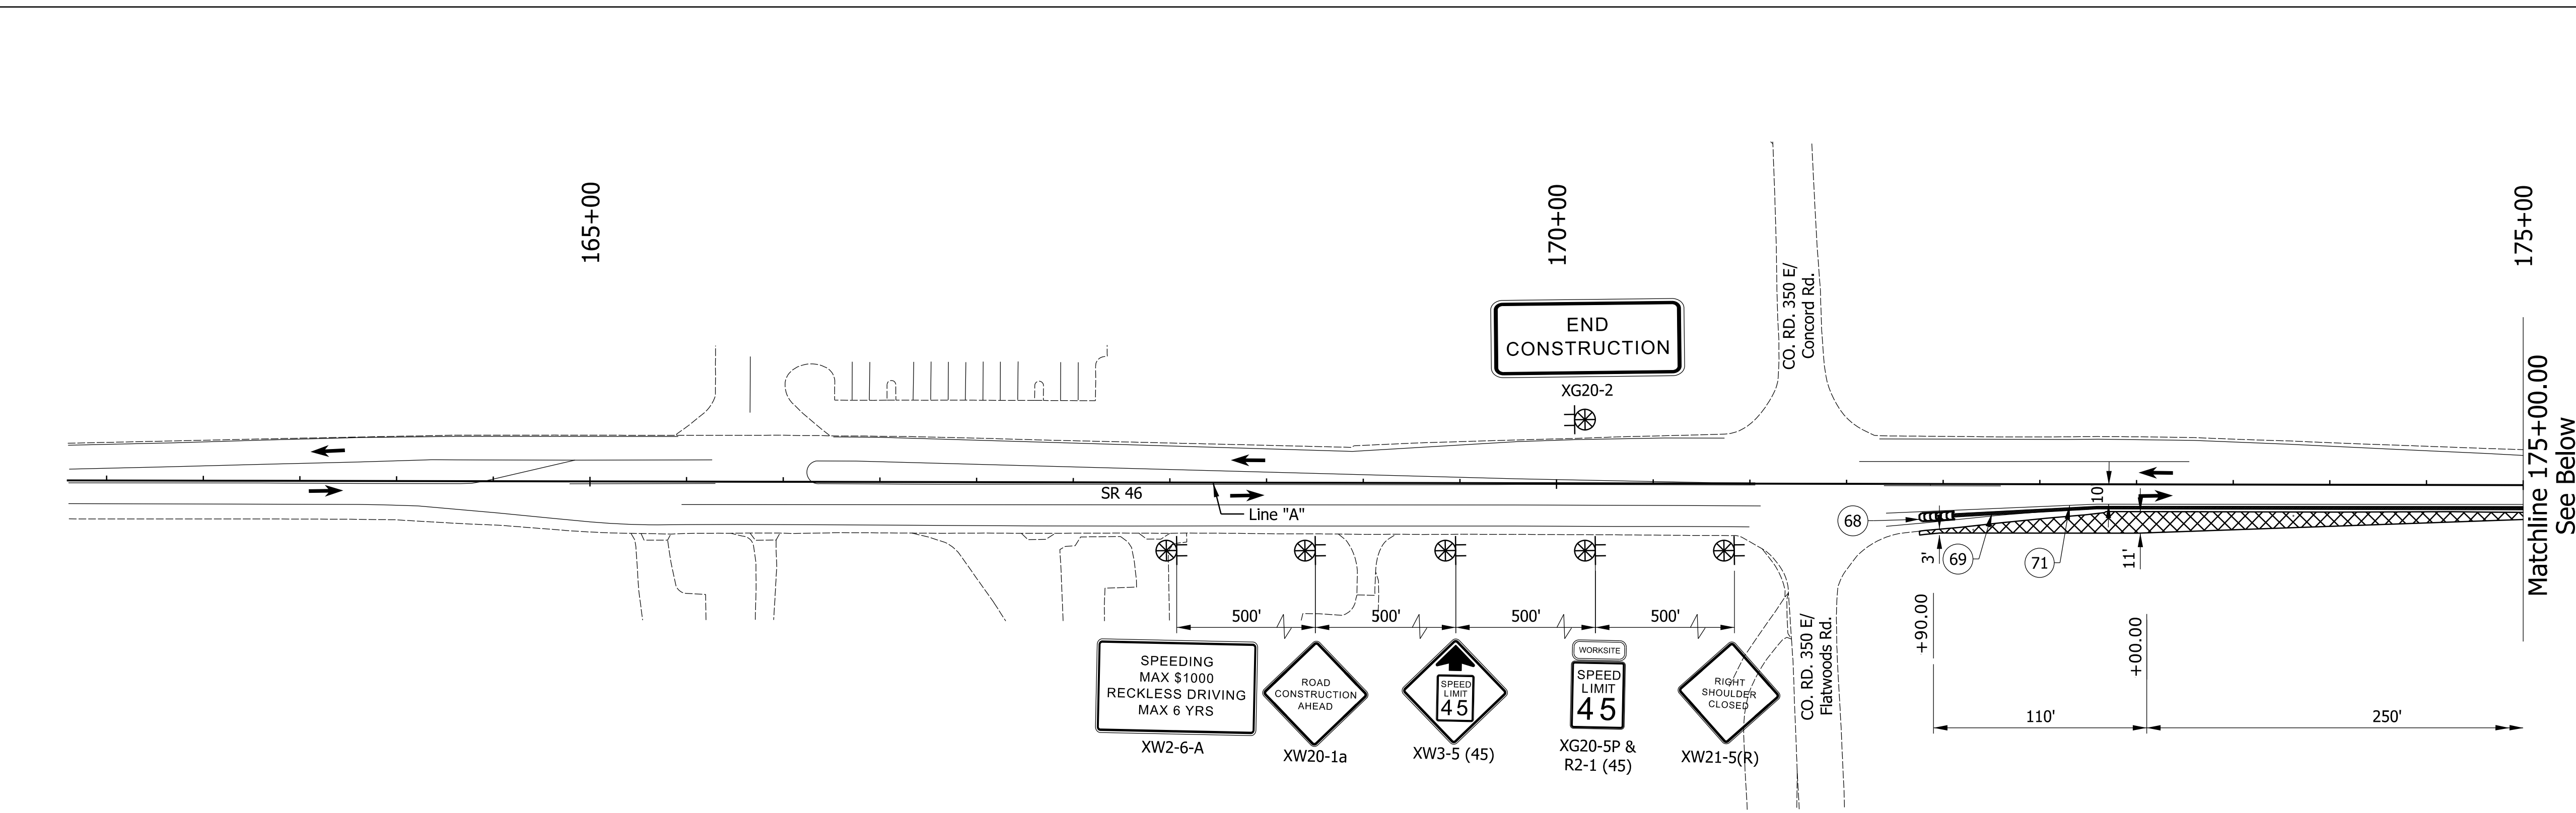 165+00
170+00
175+00
END
CONSTRUCTION
XG20-2
CO. RD. 350 E/
Concord Rd.
Matchline 175+00.00
See Below
SR 46
Line "A"
10
68
3'
69
71
11'
500'
500'
500'
500'
+90.00
+00.00
110'
250'
SPEEDING
MAX $1000
RECKLESS DRIVING
MAX 6 YRS
XW2-6-A
ROAD
CONSTRUCTION
AHEAD
XW20-1a
SPEED
LIMIT
45
XW3-5 (45)
WORKSITE
SPEED
LIMIT
45
XG20-5P &
R2-1 (45)
RIGHT
SHOULDER
CLOSED
XW21-5(R)
CO. RD. 350 E/
Flatwoods Rd.